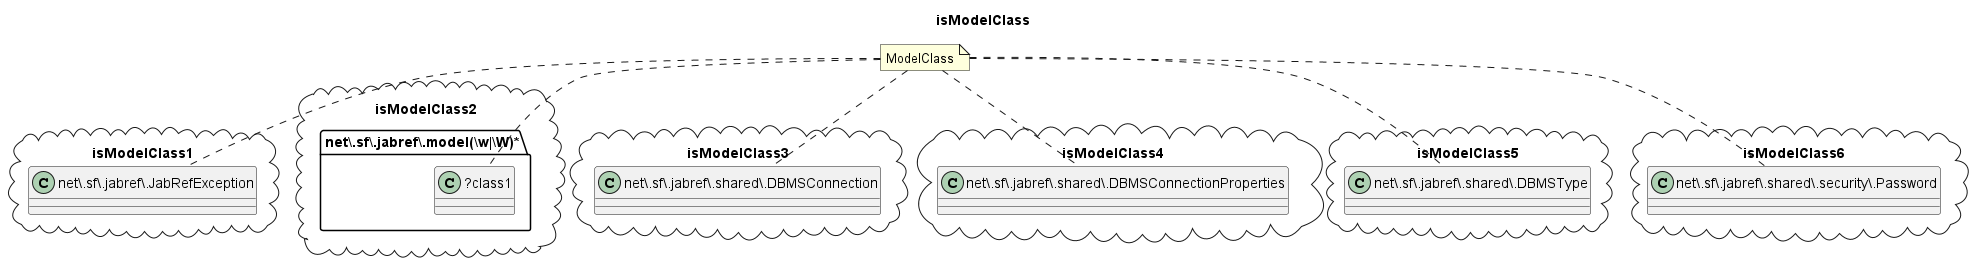 isModelClass
ModelClass
isModelClass1
C net\.sf\.jabref\.JabRefException
isModelClass2
net\.sf\.jabref\.model(\w|\W)*
C ?class1
isModelClass3
C net\.sf\.jabref\.shared\.DBMSConnection
isModelClass4
C net\.sf\.jabref\.shared\.DBMSConnectionProperties
isModelClass5
C net\.sf\.jabref\.shared\.DBMSType
isModelClass6
C net\.sf\.jabref\.shared\.security\.Password